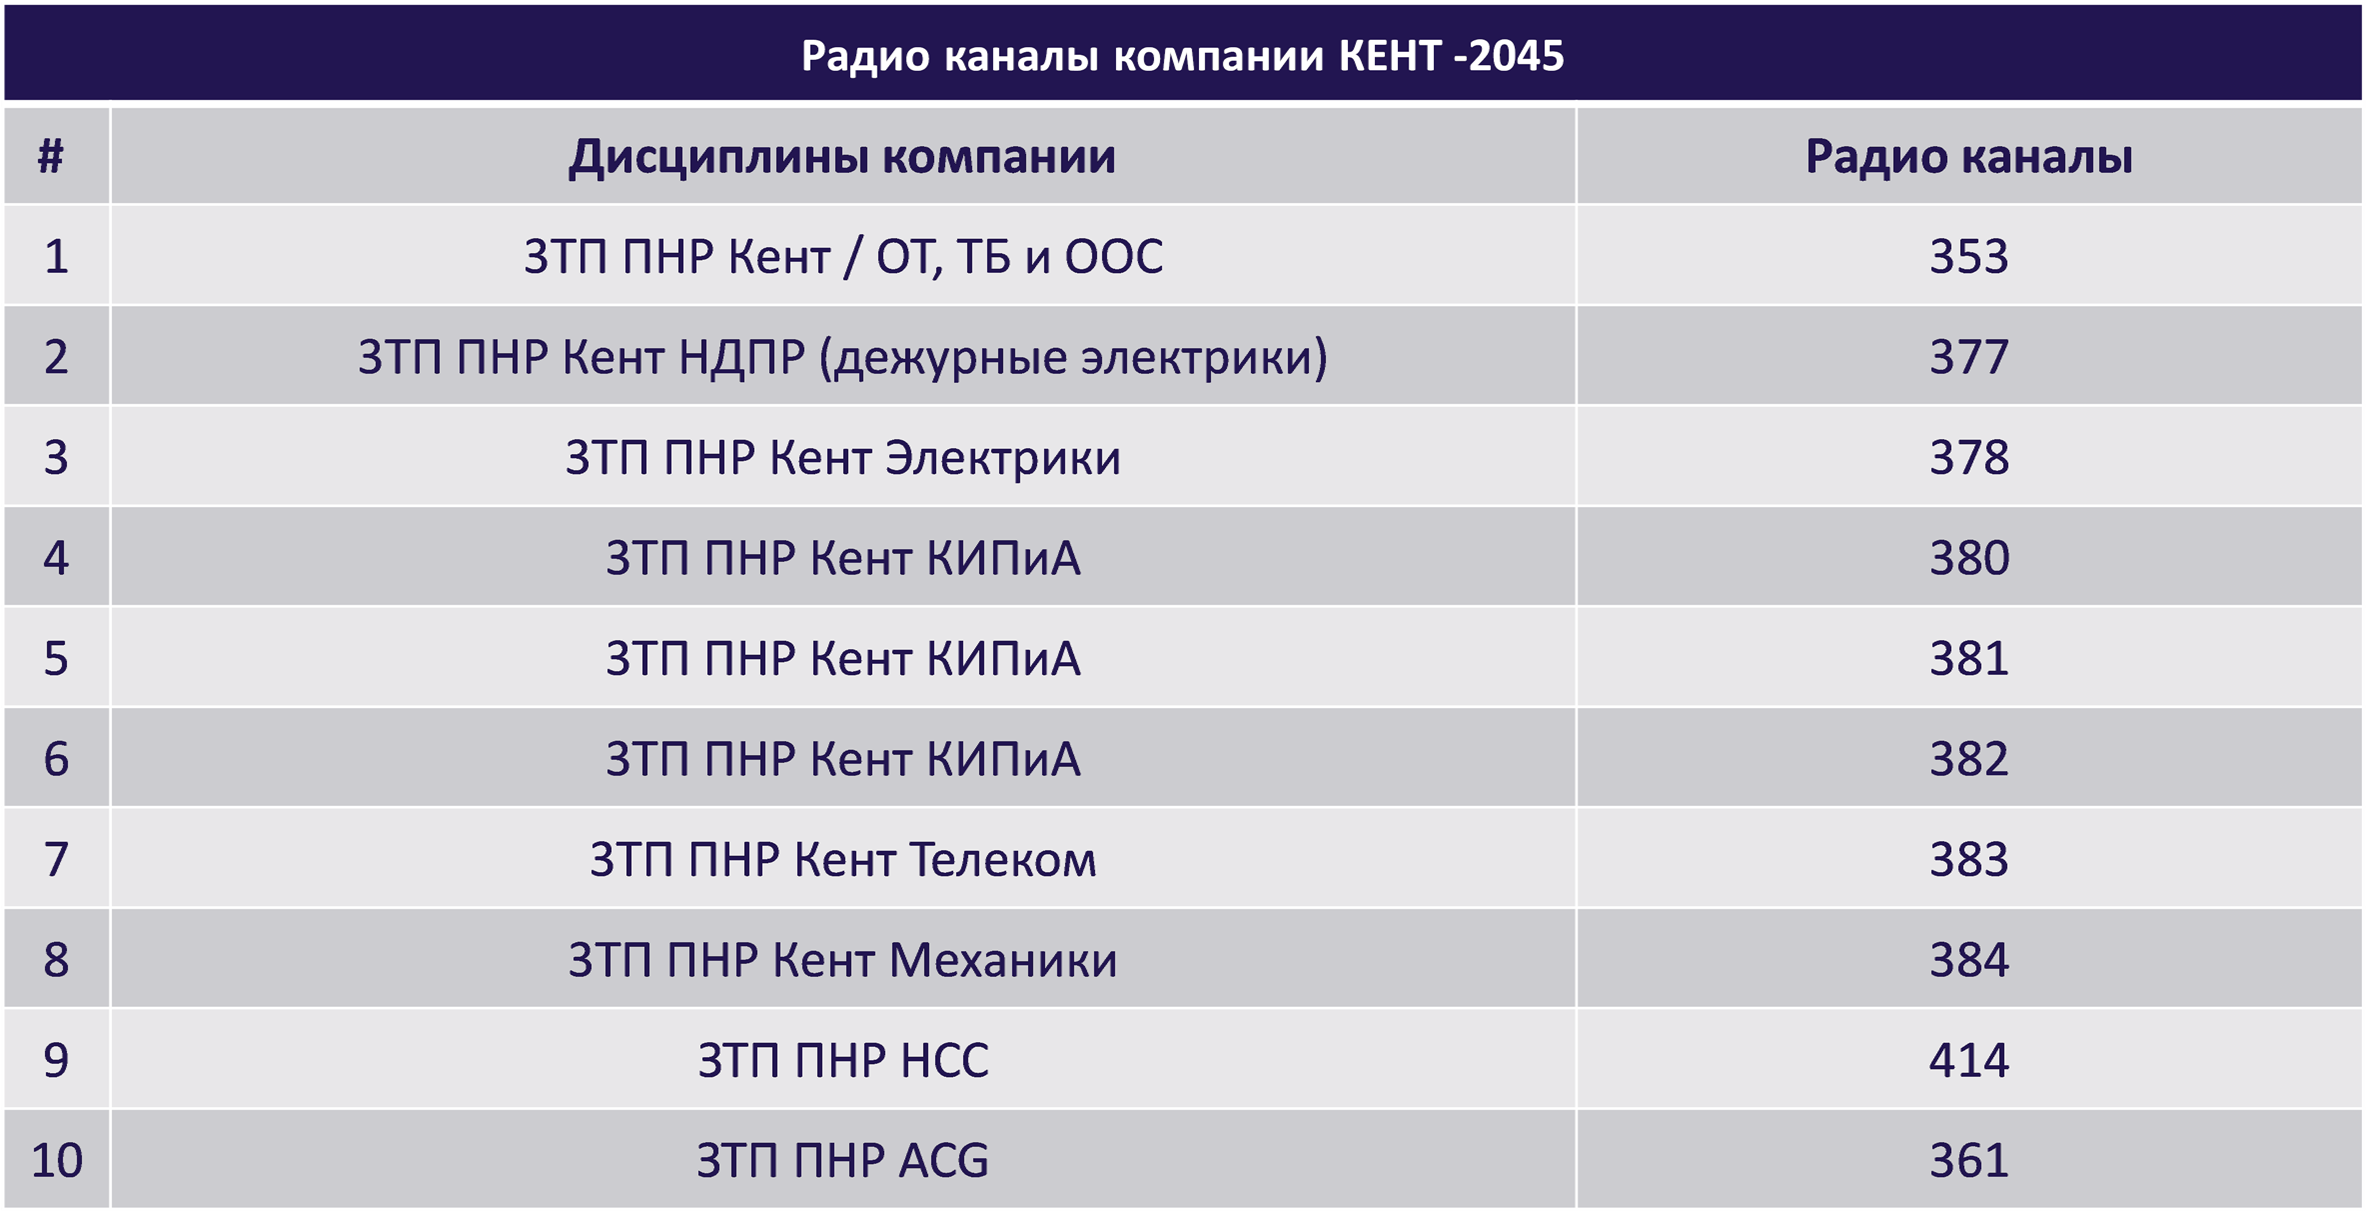 Радио каналы компании КЕНТ -2045
# Дисциплины компании Радио каналы
1 ЗТП ПНР Кент / ОТ, ТБ и ООС 353
2 ЗТП ПНР Кент НДПР (дежурные электрики) 377
3 ЗТП ПНР Кент Электрики 378
4 ЗТП ПНР Кент КИПиА 380
5 ЗТП ПНР Кент КИПиА 381
6 ЗТП ПНР Кент КИПиА 382
7 ЗТП ПНР Кент Телеком 383
8 ЗТП ПНР Кент Механики 384
9 ЗТП ПНР НСС 414
10 ЗТП ПНР ACG 361